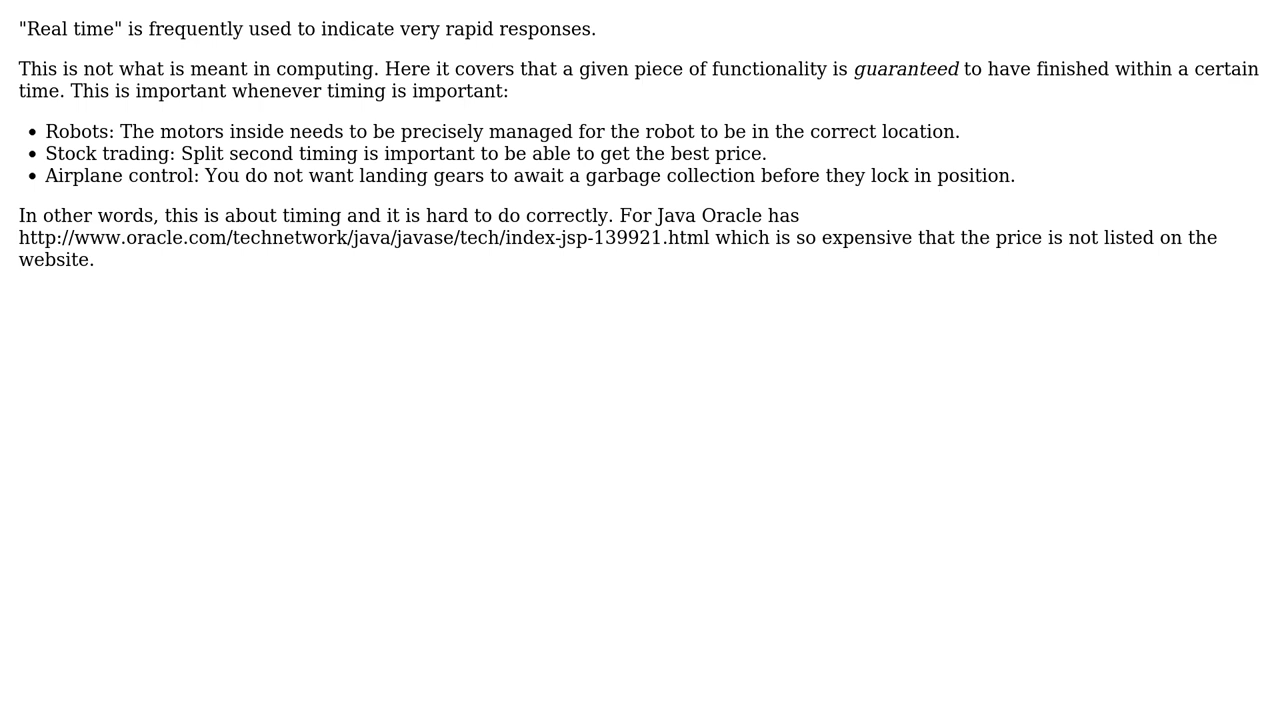 "Real time" is frequently used to indicate very rapid responses.
This is not what is meant in computing. Here it covers that a given piece of functionality is guaranteed to have finished within a certain
time. This is important whenever timing is important:
• Robots: The motors inside needs to be precisely managed for the robot to be in the correct location.
• Stock trading: Split second timing is important to be able to get the best price.
• Airplane control: You do not want landing gears to await a garbage collection before they lock in position.
In other words, this is about timing and it is hard to do correctly. For Java Oracle has
http://www.oracle.com/technetwork/java/javase/tech/index-jsp-139921.html which is so expensive that the price is not listed on the
website.